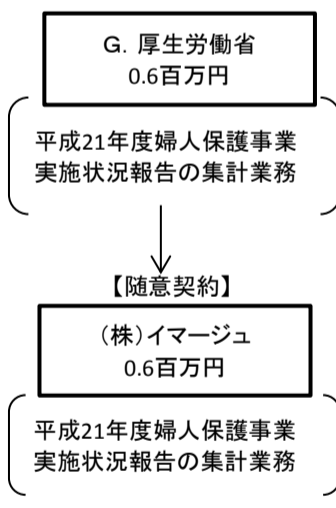 G. 厚生労働省
0.6百万円
平成21年度婦人保護事業
実施状況報告の集計業務
【随意契約】
（株）イマージュ
0.6百万円
平成21年度婦人保護事業
実施状況報告の集計業務